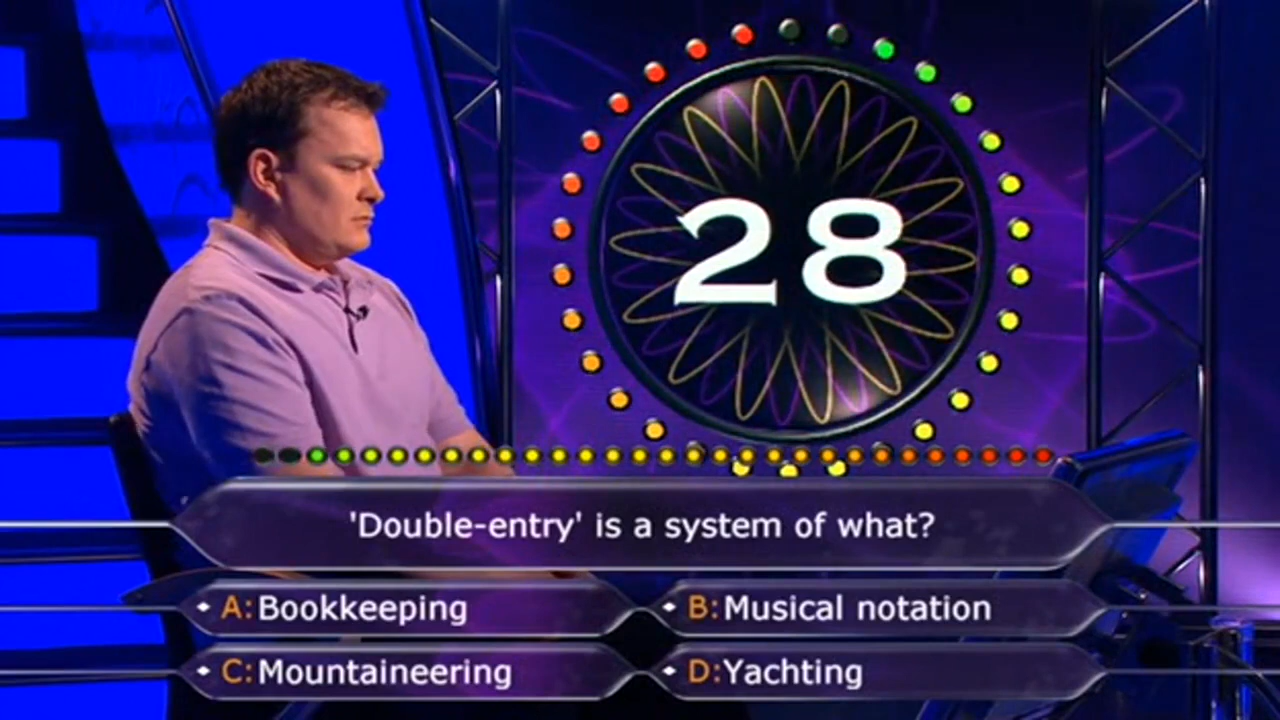 28
'Double-entry' is a system of what?
A: Bookkeeping
B: Musical notation
C: Mountaineering
D: Yachting